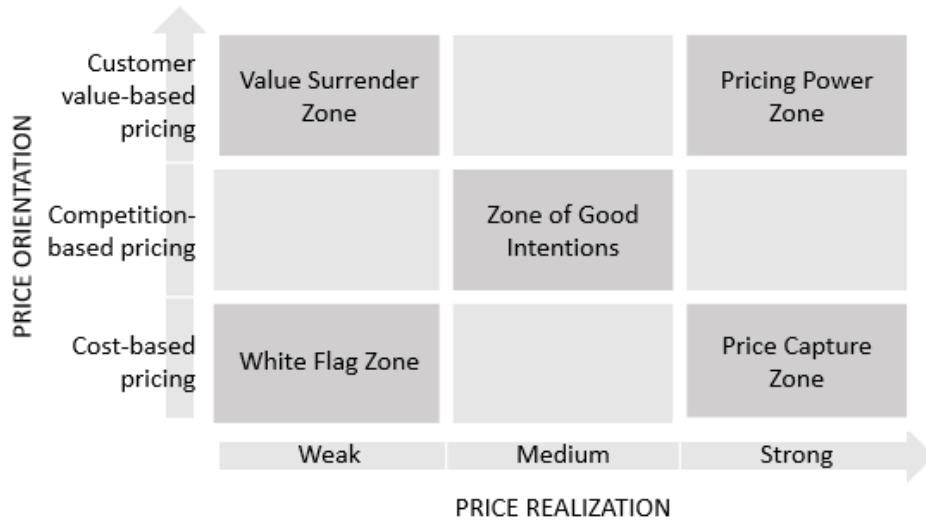 PRICE ORIENTATION
Customer
value-based
pricing
Value Surrender
Zone
Pricing Power
Zone
Competition-
based pricing
Zone of Good
Intentions
Cost-based
pricing
White Flag Zone
Price Capture
Zone
Weak
Medium
Strong
PRICE REALIZATION